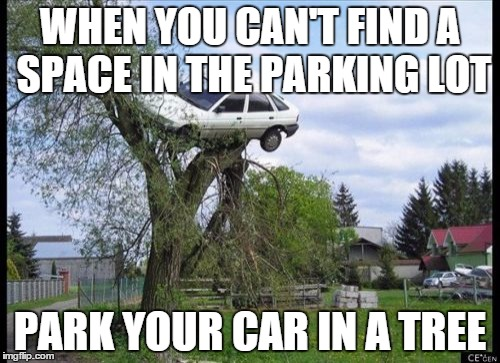 WHEN YOU CAN'T FIND A
SPACE IN THE PARKING LOT
PARK YOUR CAR IN A TREE
imgflip.com